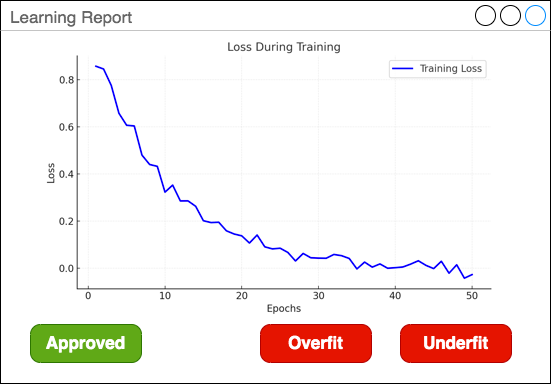 Learning Report
Loss During Training
Training Loss
0.8
0.6
0.4
0.2
0.0
Loss
0 10 20 30 40 50
Epochs
Approved Overfit Underfit